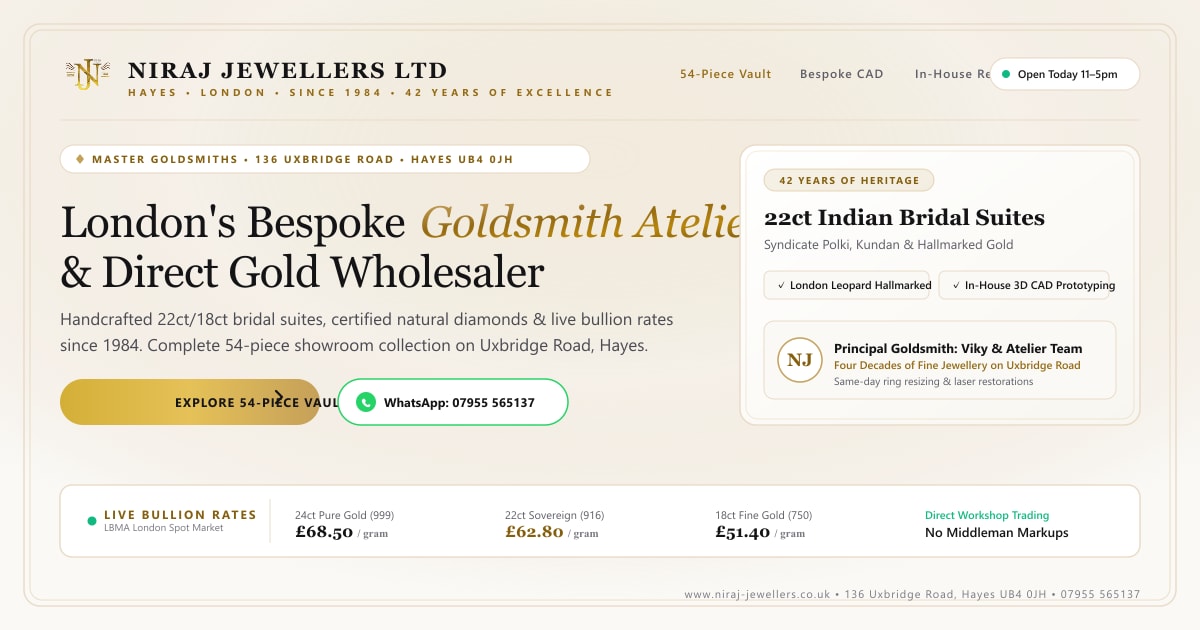 NIRAJ JEWELLERS LTD
HAYES • LONDON • SINCE 1984 • 42 YEARS OF EXCELLENCE
54-Piece Vault
Bespoke CAD
In-House Re
Open Today 11–5pm
MASTER GOLDSMITHS • 136 UXBRIDGE ROAD • HAYES UB4 0JH
London's Bespoke Goldsmith Atelie
& Direct Gold Wholesaler
Handcrafted 22ct/18ct bridal suites, certified natural diamonds & live bullion rates
since 1984. Complete 54-piece showroom collection on Uxbridge Road, Hayes.
EXPLORE 54-PIECE VAUL
WhatsApp: 07955 565137
42 YEARS OF HERITAGE
22ct Indian Bridal Suites
Syndicate Polki, Kundan & Hallmarked Gold
✓ London Leopard Hallmarked
✓ In-House 3D CAD Prototyping
NJ
Principal Goldsmith: Viky & Atelier Team
Four Decades of Fine Jewellery on Uxbridge Road
Same-day ring resizing & laser restorations
LIVE BULLION RATES
LBMA London Spot Market
24ct Pure Gold (999)
£68.50 / gram
22ct Sovereign (916)
£62.80 / gram
18ct Fine Gold (750)
£51.40 / gram
Direct Workshop Trading
No Middleman Markups
www.niraj-jewellers.co.uk • 136 Uxbridge Road, Hayes UB4 0JH • 07955 565137